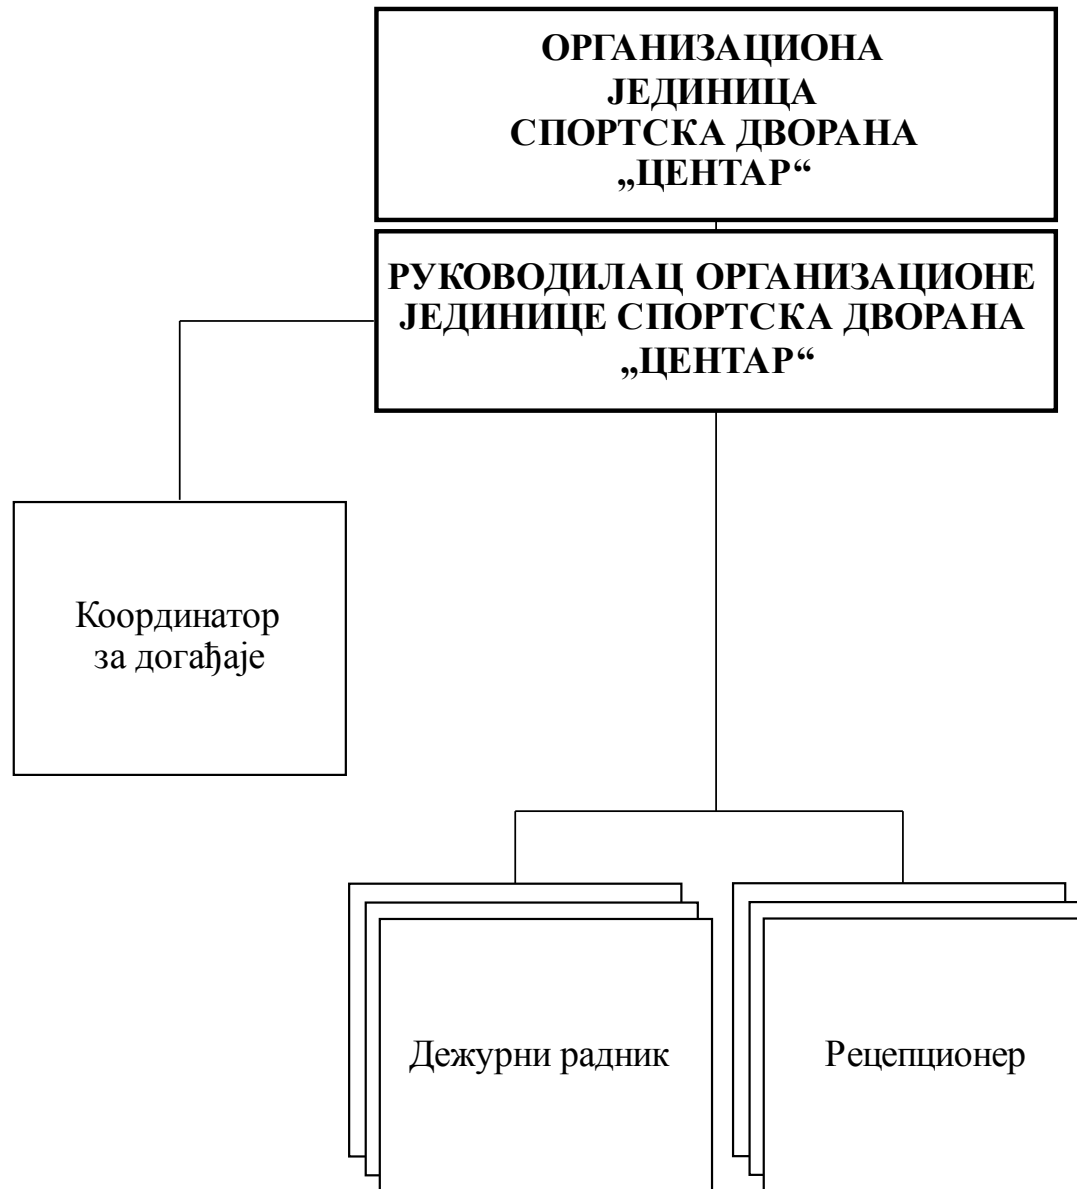 ОРГАНИЗАЦИОНА
ЈЕДИНИЦА
СПОРТСКА ДВОРАНА
„ЦЕНТАР“
РУКОВОДИЛАЦ ОРГАНИЗАЦИОНЕ
ЈЕДИНИЦЕ СПОРТСКА ДВОРАНА
„ЦЕНТАР“
Координатор
за догађаје
Дежурни радник
Рецепционер